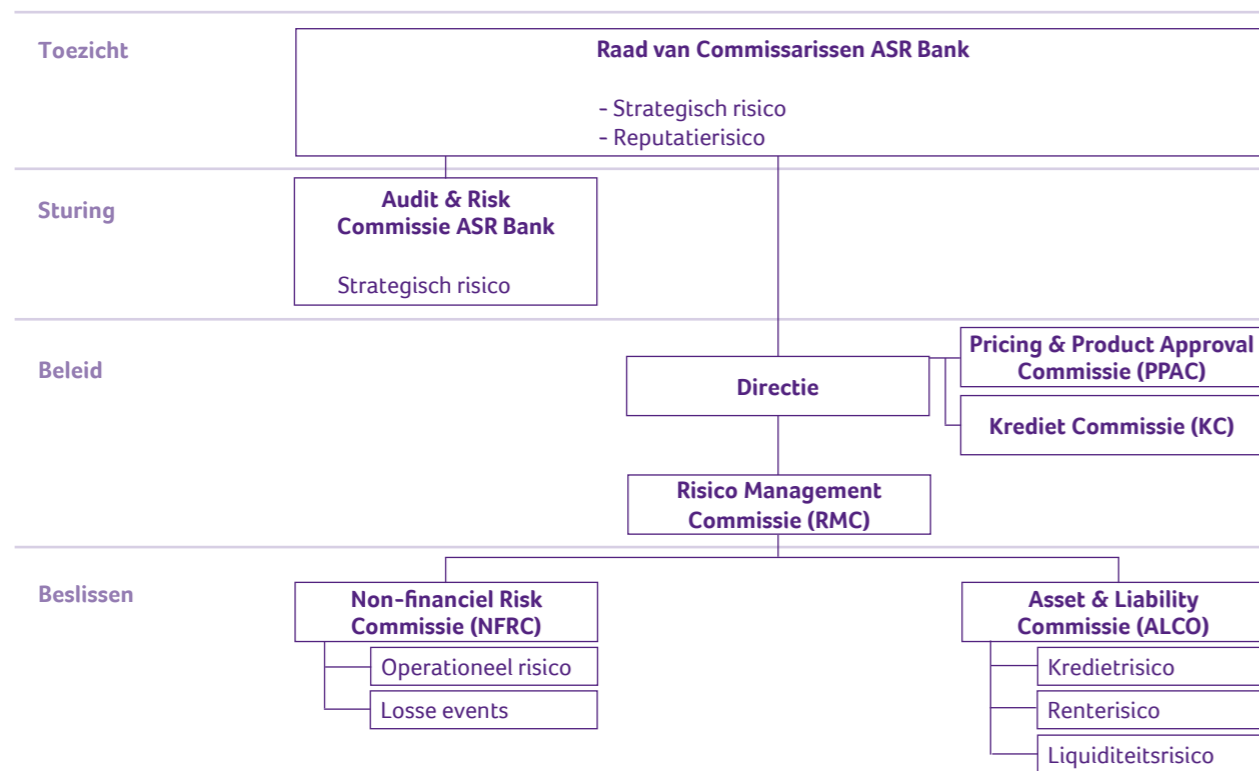 Toezicht
Raad van Commissarissen ASR Bank
- Strategisch risico
- Reputatierisico
Sturing
Audit & Risk
Commissie ASR Bank
Strategisch risico
Beleid
Directie
Pricing & Product Approval
Commissie (PPAC)
Krediet Commissie (KC)
Risico Management
Commissie (RMC)
Beslissen
Non-financiel Risk
Commissie (NFRC)
Operationeel risico
Losse events
Asset & Liability
Commissie (ALCO)
Kredietrisico
Renterisico
Liquiditeitsrisico